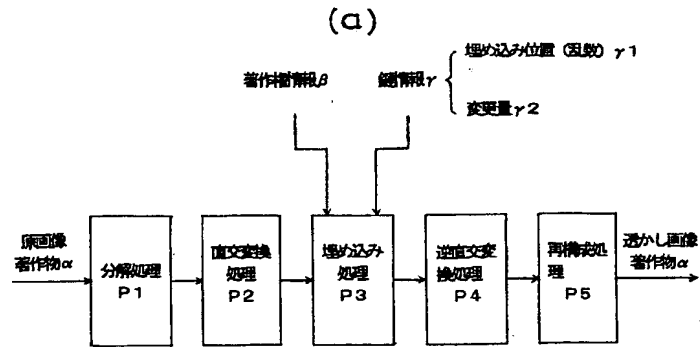 (a)
埋め込み位置(乱数)γ1
著作権情報β
鍵情報γ
変更量γ2
原画像
著作物α
分解処理
P1
直交変換
処理
P2
埋め込み
処理
P3
逆直交変
換処理
P4
再構成処
理
P5
透かし画像
著作物α